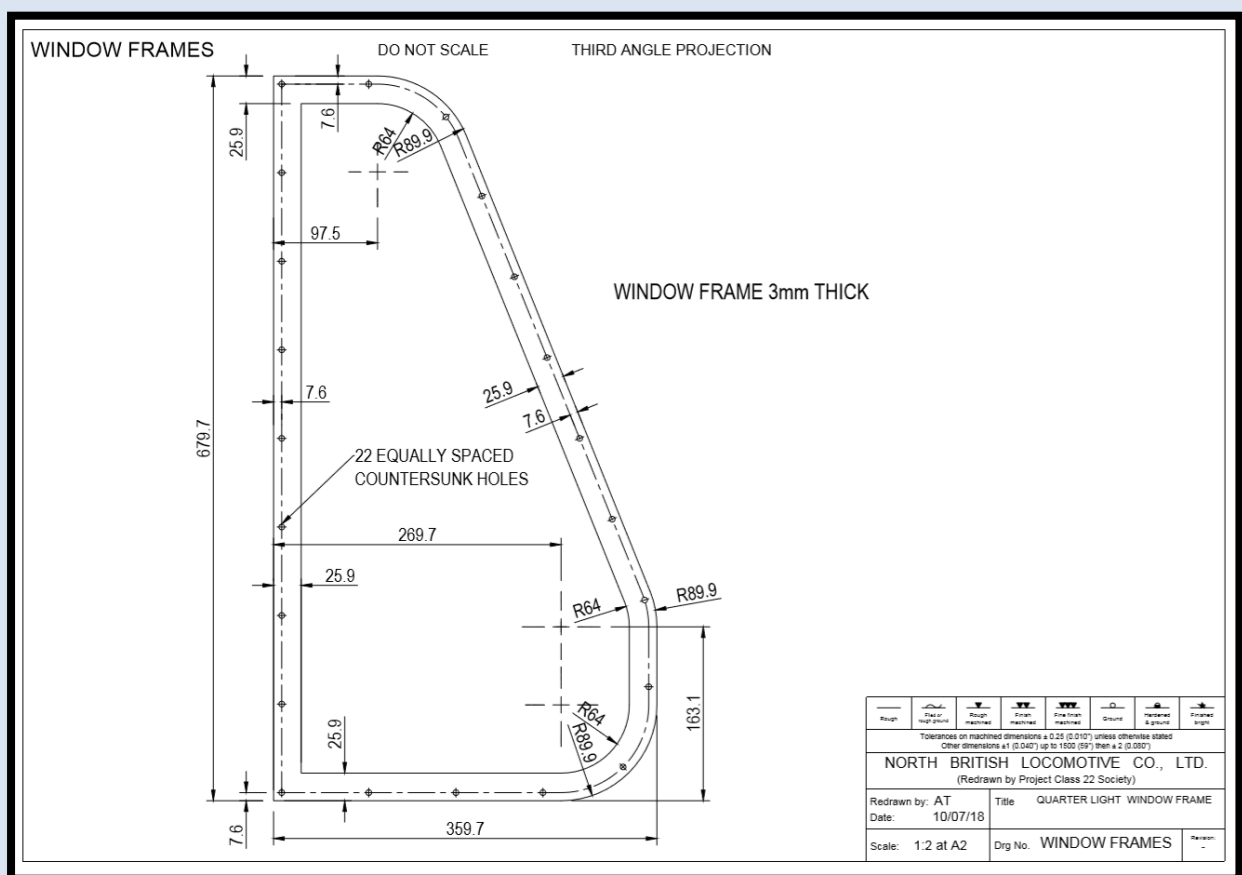 WINDOW FRAMES
DO NOT SCALE
THIRD ANGLE PROJECTION
25.9
7.6
R64
R89.9
97.5
WINDOW FRAME 3mm THICK
679.7
7.6
25.9
7.6
22 EQUALLY SPACED
COUNTERSUNK HOLES
269.7
25.9
R64
R89.9
163.1
R64
R89.9
25.9
7.6
359.7
Rough
Filed or
rough ground
Rough
machined
Finish
machined
Fine finish
machined
Ground
Hardened
& ground
Finished
bright
Tolerances on machined dimensions ± 0.25 (0.010") unless otherwise stated
Other dimensions ±1 (0.040") up to 1500 (59") then ± 2 (0.080")
NORTH BRITISH LOCOMOTIVE CO., LTD.
(Redrawn by Project Class 22 Society)
Redrawn by: AT
Date: 10/07/18
Title QUARTER LIGHT WINDOW FRAME
Scale: 1:2 at A2
Drg No. WINDOW FRAMES
Revision:
-